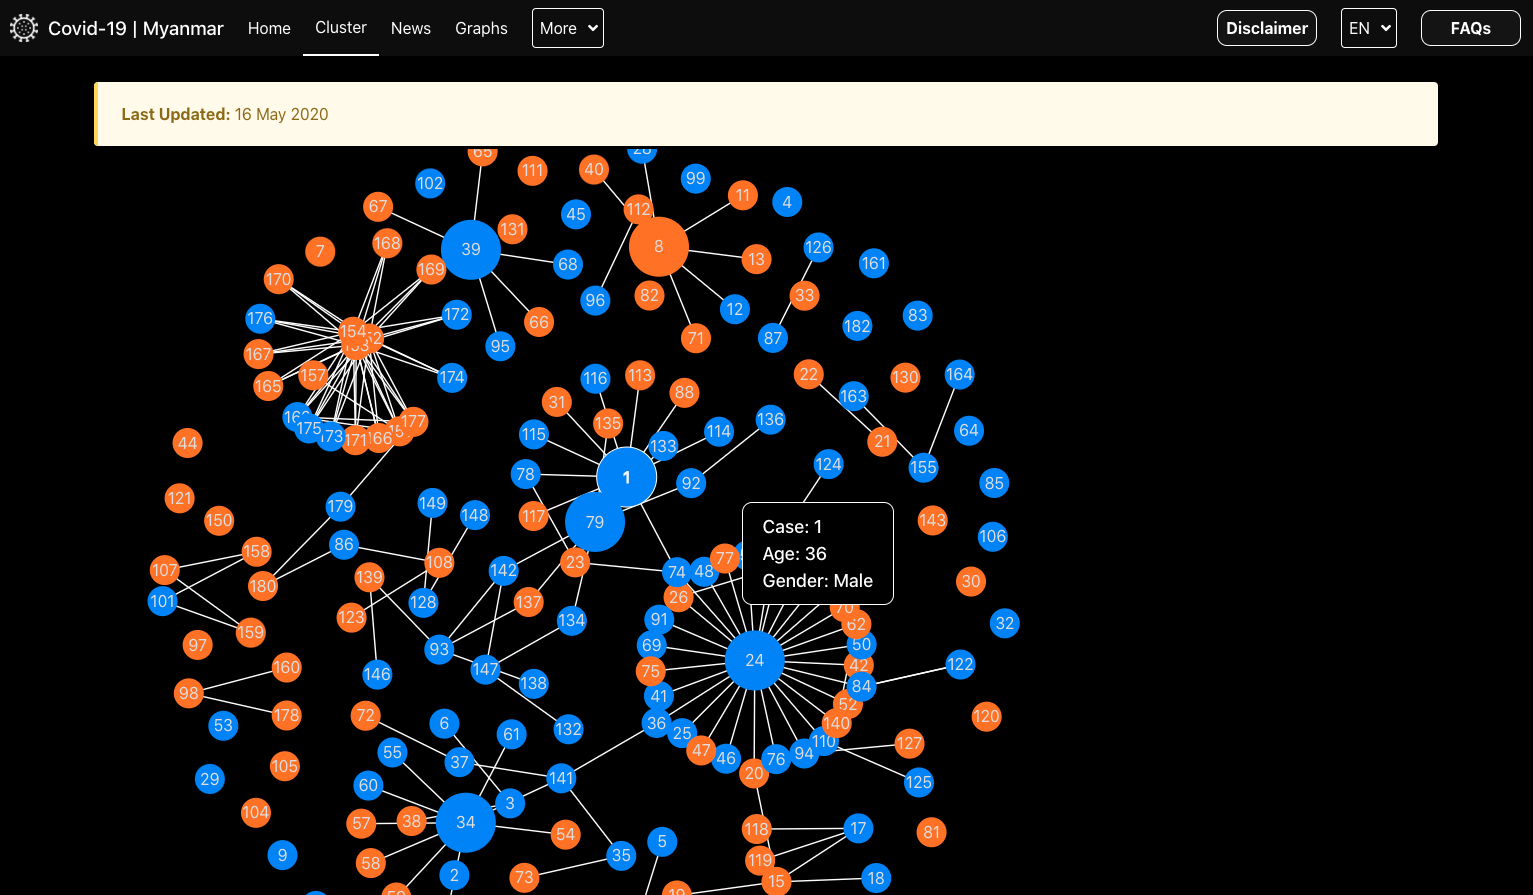 Covid-19 | Myanmar Home Cluster News Graphs More Disclaimer EN FAQs
Last Updated: 16 May 2020
65 111 40 28 99
102 67 11 4
45 112
131 168 7 39 8 126
169 68 13 161
170 96 82 33 12
176 172 66 83
154 182
167 95 71 87
165 157 174 116 113 22 130 164
31 88 163
175 173 171 166 177 135 115 114 136
44 133 21 64
78 1 92 124 155 85
121 179 149 148 117 79 143 106
150
Case: 1
Age: 36
Gender: Male
158 86 108 23 77
107 180 139 142 74 48 30
101 128 137 26 70
159 123 134 91 62 32
97 93 69 50
160 146 147 75 24 42 122
98 138 41 84
178 72 132 36 52 120
53 6 61 25 140
55 37 47 46 76 94 110 127
105 29 60 141 20 125
104 57 38 34 3 54 118 17 81
9 58 35 5 119
2 73 15 18
59 19